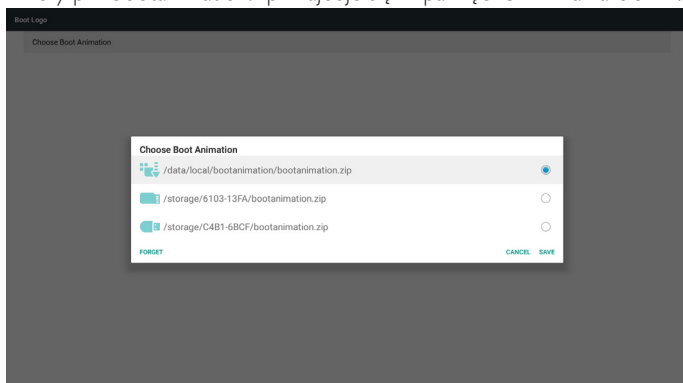 Boot Logo
Choose Boot Animation
Choose Boot Animation
/data/local/bootanimation/bootanimation.zip
/storage/6103-13FA/bootanimation.zip
/storage/C4B1-6BCF/bootanimation.zip
FORGET CANCEL SAVE